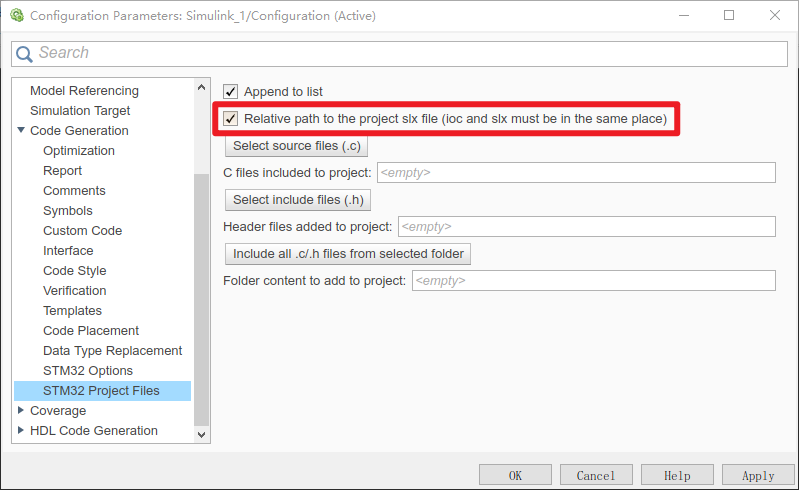 Configuration Parameters: Simulink_1/Configuration (Active)
Search
Model Referencing
Simulation Target
Code Generation
Optimization
Report
Comments
Symbols
Custom Code
Interface
Code Style
Verification
Templates
Code Placement
Data Type Replacement
STM32 Options
STM32 Project Files
Coverage
HDL Code Generation
Append to list
Relative path to the project slx file (ioc and slx must be in the same place)
Select source files (.c)
C files included to project: <empty>
Select include files (.h)
Header files added to project: <empty>
Include all .c/.h files from selected folder
Folder content to add to project: <empty>
OK Cancel Help Apply